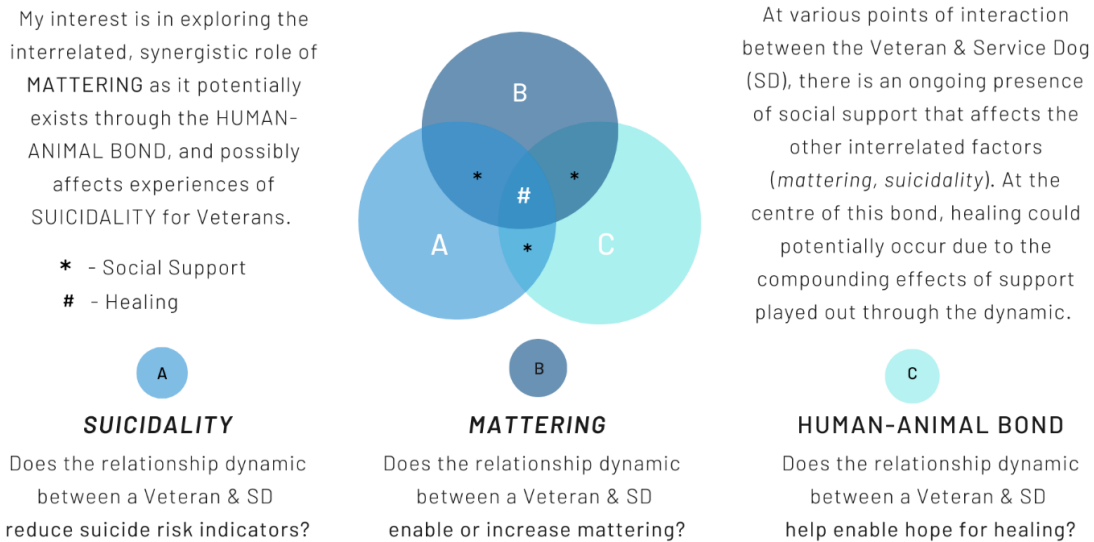 My interest is in exploring the
interrelated, synergistic role of
MATTERING as it potentially
exists through the HUMAN-
ANIMAL BOND, and possibly
affects experiences of
SUICIDALITY for Veterans.
* - Social Support
# - Healing
B
*
*
#
A
*
C
At various points of interaction
between the Veteran & Service Dog
(SD), there is an ongoing presence
of social support that affects the
other interrelated factors
(mattering, suicidality). At the
centre of this bond, healing could
potentially occur due to the
compounding effects of support
played out through the dynamic.
A
SUICIDALITY
Does the relationship dynamic
between a Veteran & SD
reduce suicide risk indicators?
B
MATTERING
Does the relationship dynamic
between a Veteran & SD
enable or increase mattering?
C
HUMAN-ANIMAL BOND
Does the relationship dynamic
between a Veteran & SD
help enable hope for healing?